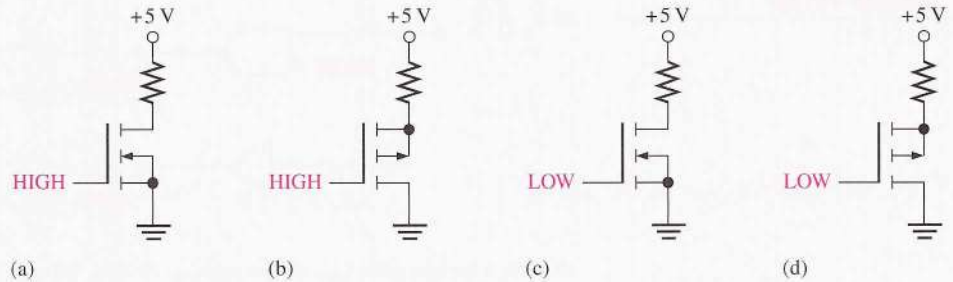 +5 V +5 V +5 V +5 V
HIGH HIGH LOW LOW
(a) (b) (c) (d)